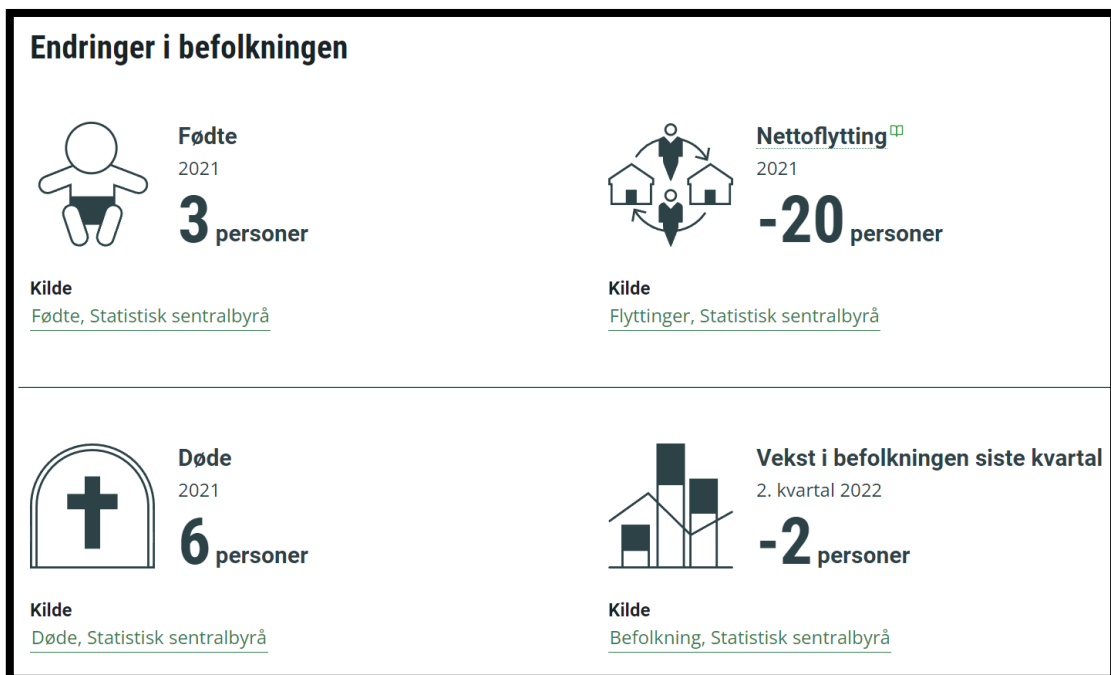 Endringer i befolkningen
Fødte
2021
3 personer
Kilde
Fødte, Statistisk sentralbyrå
Nettoflytting
2021
-20 personer
Kilde
Flyttinger, Statistisk sentralbyrå
Døde
2021
6 personer
Kilde
Døde, Statistisk sentralbyrå
Vekst i befolkningen siste kvartal
2. kvartal 2022
-2 personer
Kilde
Befolkning, Statistisk sentralbyrå